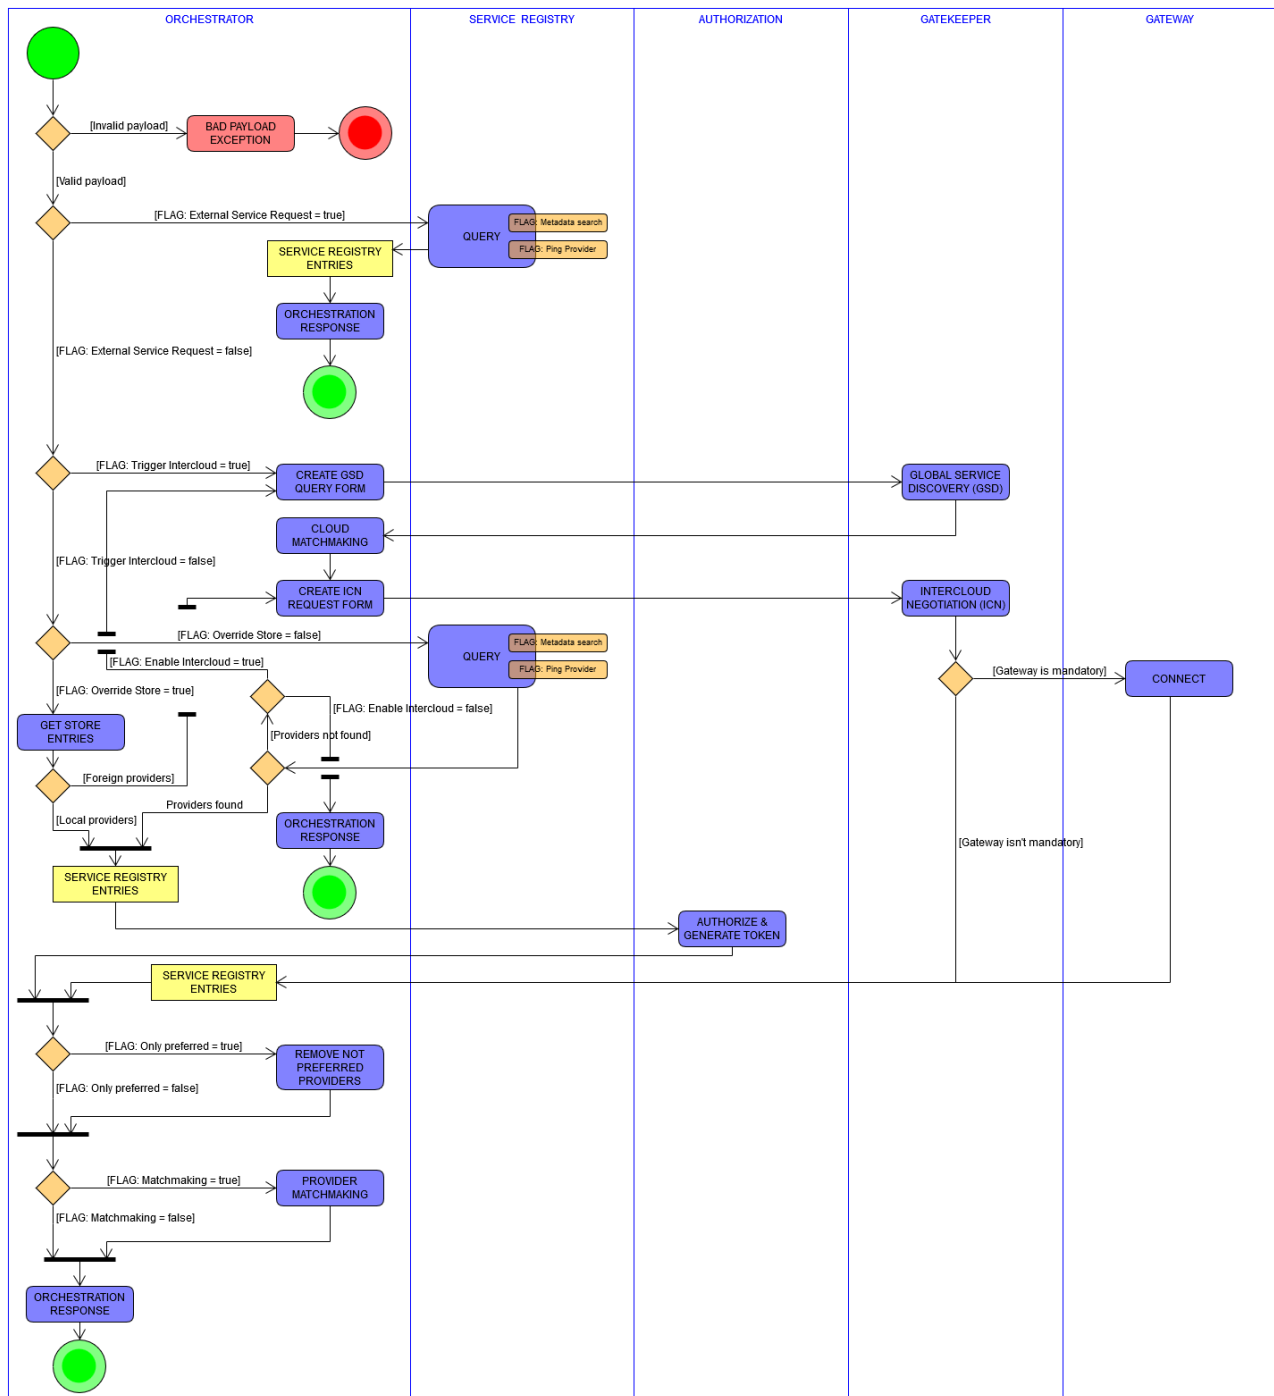 ORCHESTRATOR
SERVICE REGISTRY
AUTHORIZATION
GATEKEEPER
GATEWAY
[Invalid payload]
BAD PAYLOAD
EXCEPTION
[Valid payload]
[FLAG: External Service Request = true]
QUERY
FLAG: Metadata search
FLAG: Ping Provider
SERVICE REGISTRY
ENTRIES
ORCHESTRATION
RESPONSE
[FLAG: External Service Request = false]
[FLAG: Trigger Intercloud = true]
CREATE GSD
QUERY FORM
GLOBAL SERVICE
DISCOVERY (GSD)
CLOUD
MATCHMAKING
[FLAG: Trigger Intercloud = false]
CREATE ICN
REQUEST FORM
INTERCLOUD
NEGOTIATION (ICN)
[FLAG: Override Store = false]
QUERY
FLAG: Metadata search
FLAG: Ping Provider
[FLAG: Enable Intercloud = true]
[Gateway is mandatory]
CONNECT
[FLAG: Override Store = true]
[FLAG: Enable Intercloud = false]
GET STORE
ENTRIES
[Providers not found]
[Foreign providers]
Providers found
[Local providers]
ORCHESTRATION
RESPONSE
[Gateway isn't mandatory]
SERVICE REGISTRY
ENTRIES
AUTHORIZE &
GENERATE TOKEN
SERVICE REGISTRY
ENTRIES
[FLAG: Only preferred = true]
REMOVE NOT
PREFERRED
PROVIDERS
[FLAG: Only preferred = false]
[FLAG: Matchmaking = true]
PROVIDER
MATCHMAKING
[FLAG: Matchmaking = false]
ORCHESTRATION
RESPONSE